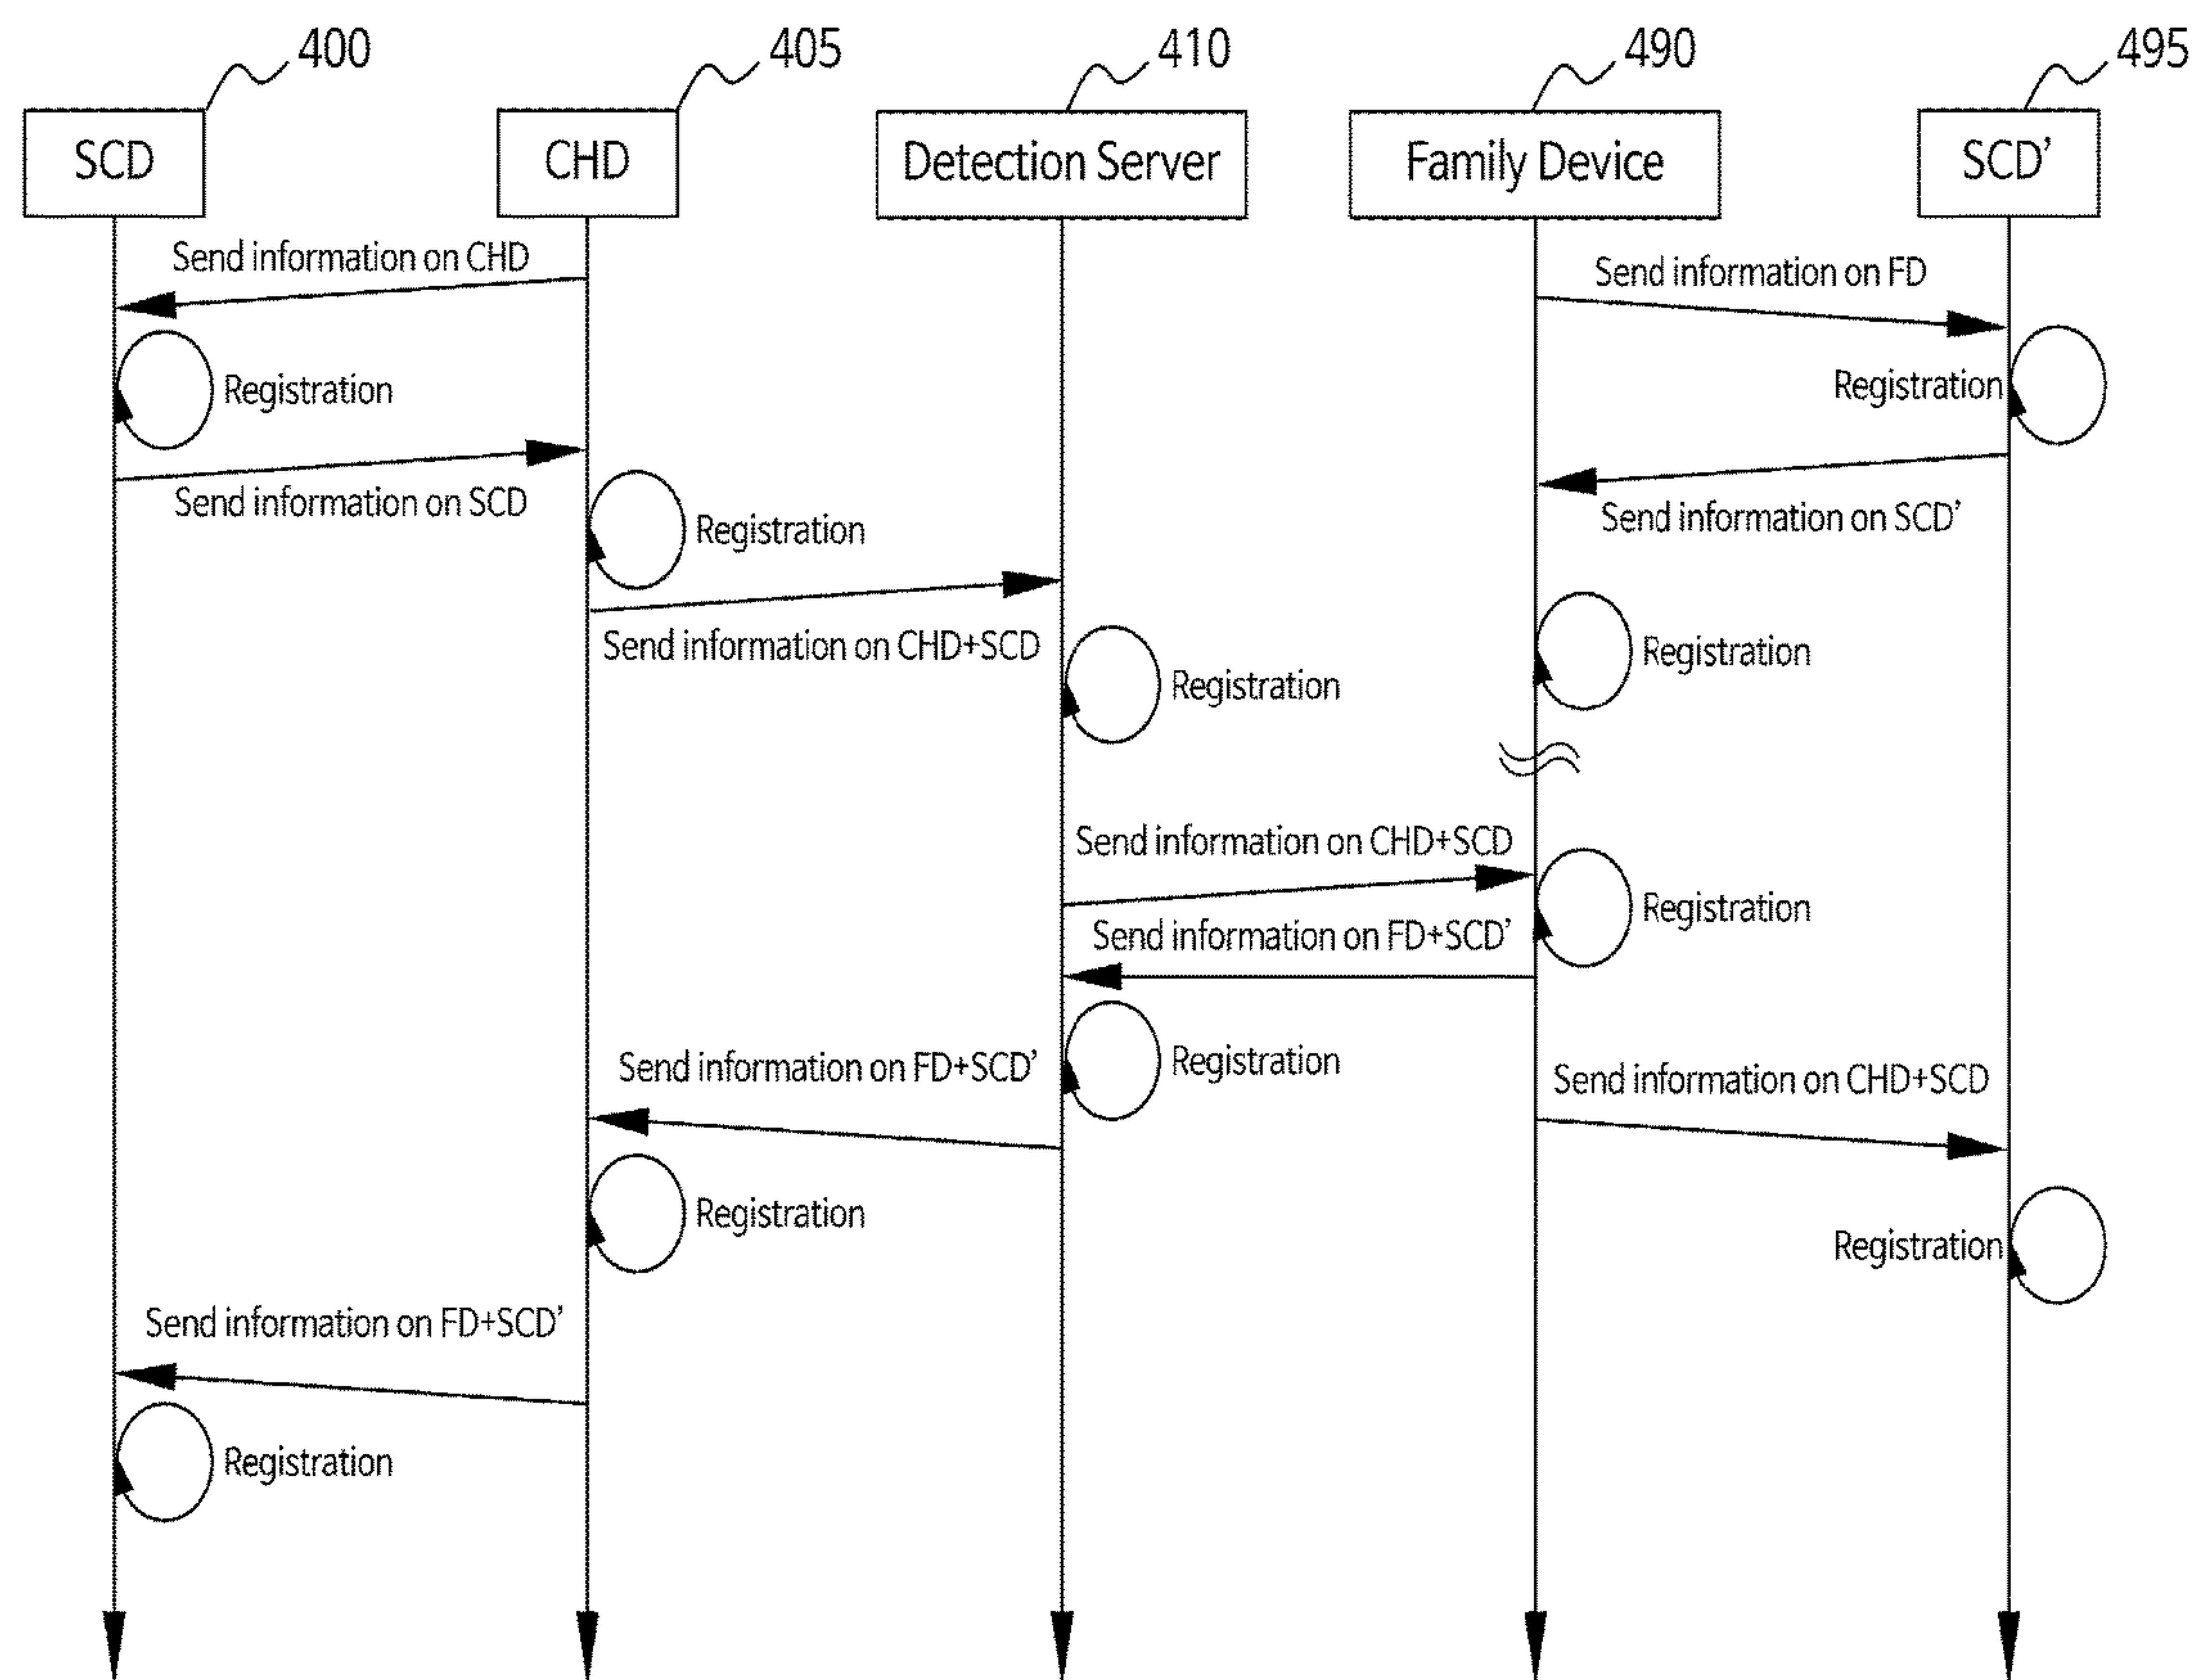 400
405
410
490
495
SCD
CHD
Detection Server
Family Device
SCD’
Send information on CHD
Send information on FD
Registration
Registration
Send information on SCD
Send information on SCD’
Registration
Send information on CHD+SCD
Registration
Registration
Send information on CHD+SCD
Registration
Send information on FD+SCD’
Registration
Send information on FD+SCD’
Send information on CHD+SCD
Registration
Registration
Send information on FD+SCD’
Registration